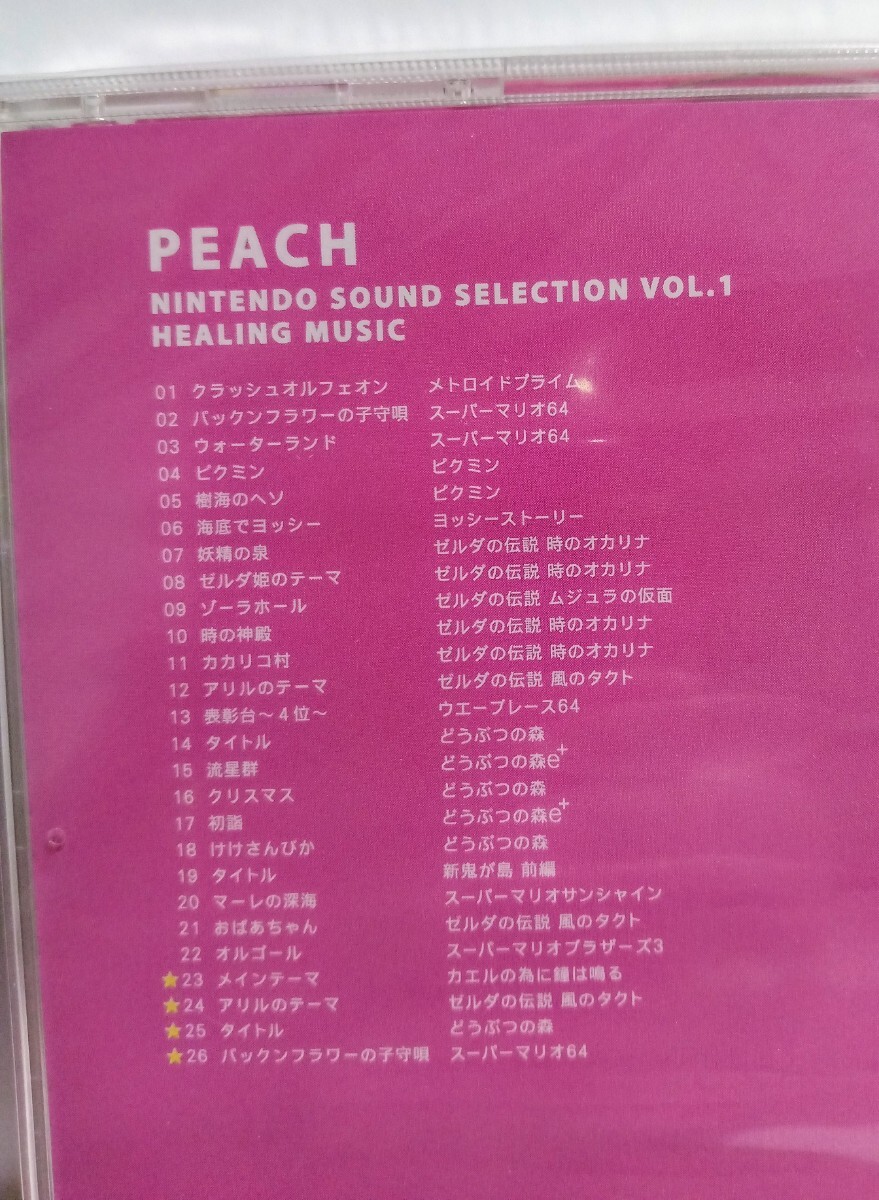 PEACH
NINTENDO SOUND SELECTION VOL.1
HEALING MUSIC
01 クラッシュオルフェオン メトロイドプライム
02 パックンフラワーの子守唄 スーパーマリオ64
03 ウォーターランド スーパーマリオ64
04 ピクミン ピクミン
05 樹海のヘソ ピクミン
06 海底でヨッシー ヨッシーストーリー
07 妖精の泉 ゼルダの伝説 時のオカリナ
08 ゼルダ姫のテーマ ゼルダの伝説 時のオカリナ
09 ゾーラホール ゼルダの伝説 ムジュラの仮面
10 時の神殿 ゼルダの伝説 時のオカリナ
11 カカリコ村 ゼルダの伝説 時のオカリナ
12 アリルのテーマ ゼルダの伝説 風のタクト
13 表彰台～4位～ ウエーブレース64
14 タイトル どうぶつの森
15 流星群 どうぶつの森e+
16 クリスマス どうぶつの森
17 初詣 どうぶつの森e+
18 けけさんびか どうぶつの森
19 タイトル 新鬼が島 前編
20 マーレの深海 スーパーマリオサンシャイン
21 おばあちゃん ゼルダの伝説 風のタクト
22 オルゴール スーパーマリオブラザーズ3
★23 メインテーマ カエルの為に鐘は鳴る
★24 アリルのテーマ ゼルダの伝説 風のタクト
★25 タイトル どうぶつの森
★26 パックンフラワーの子守唄 スーパーマリオ64